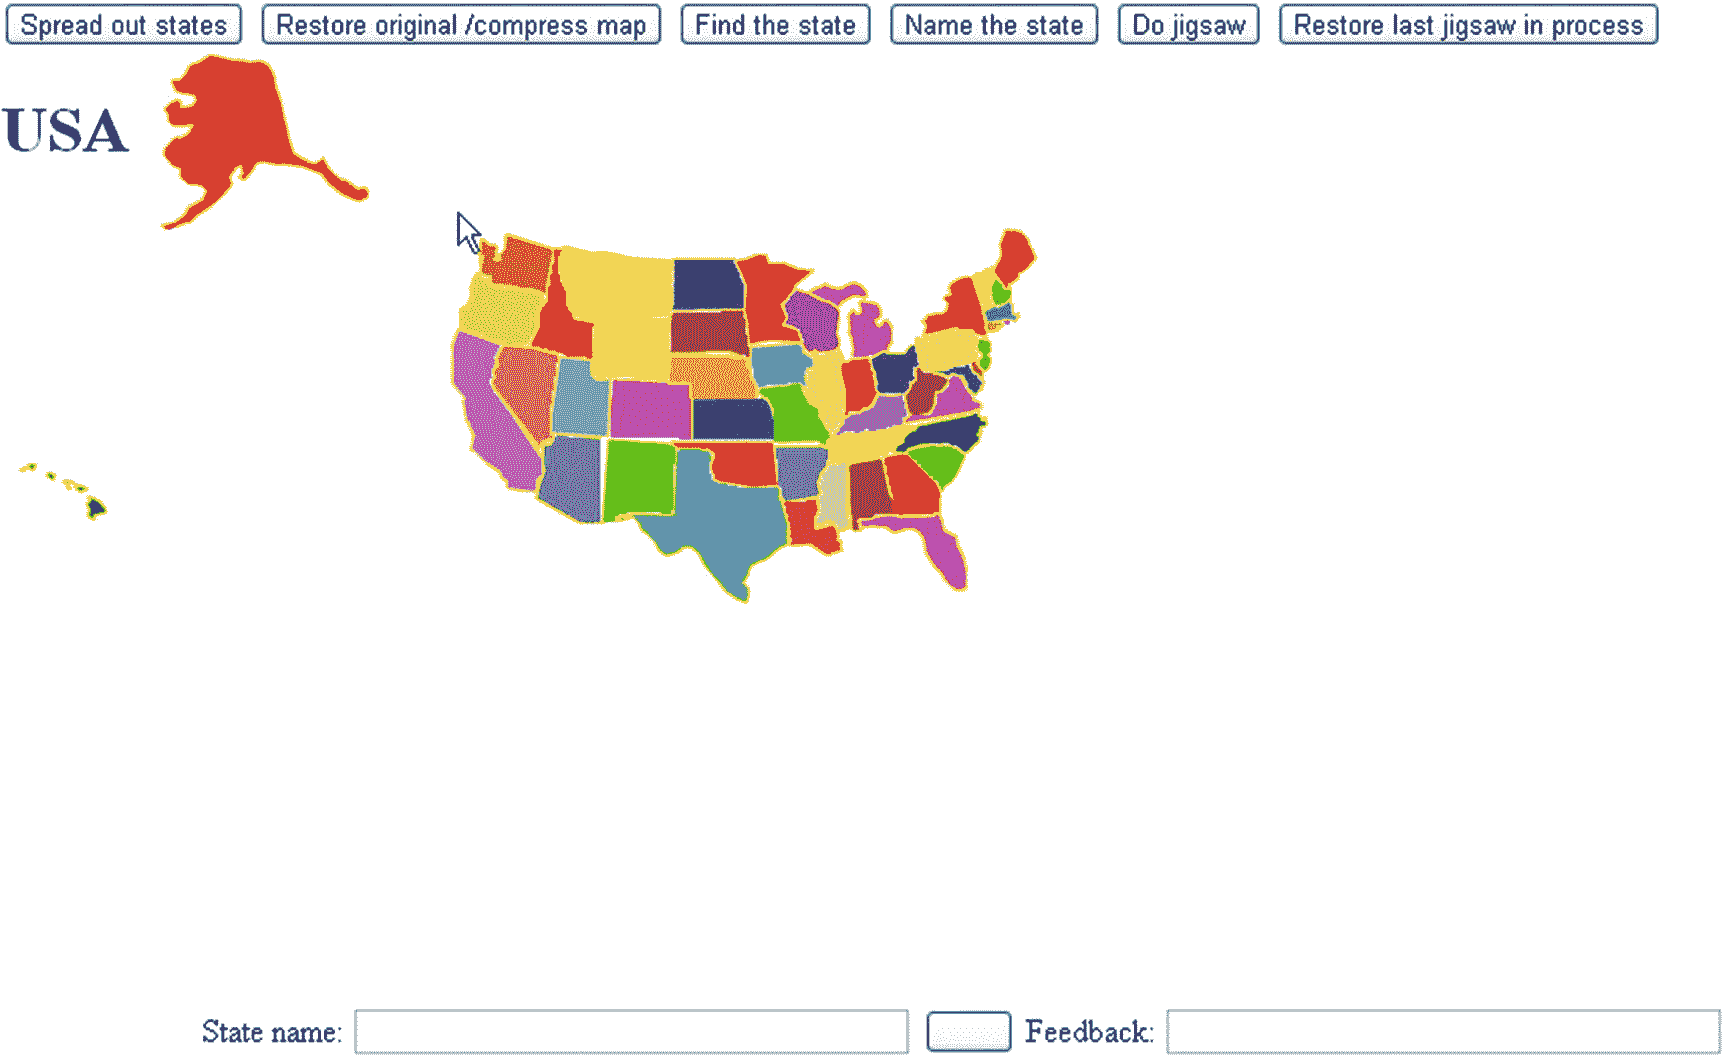 Spread out states Restore original /compress map Find the state Name the state Do jigsaw Restore last jigsaw in process
USA
State name: Feedback: